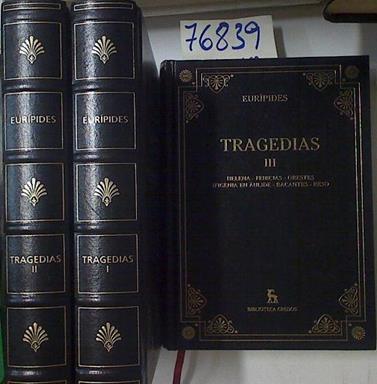 76839
EURÍPIDES
TRAGEDIAS
II
EURÍPIDES
TRAGEDIAS
I
EURÍPIDES
TRAGEDIAS
III
HELENA - FENICIAS - ORESTES
IFIGENIA EN ÁULIDE - BACANTES - RESO
BIBLIOTECA GREDOS